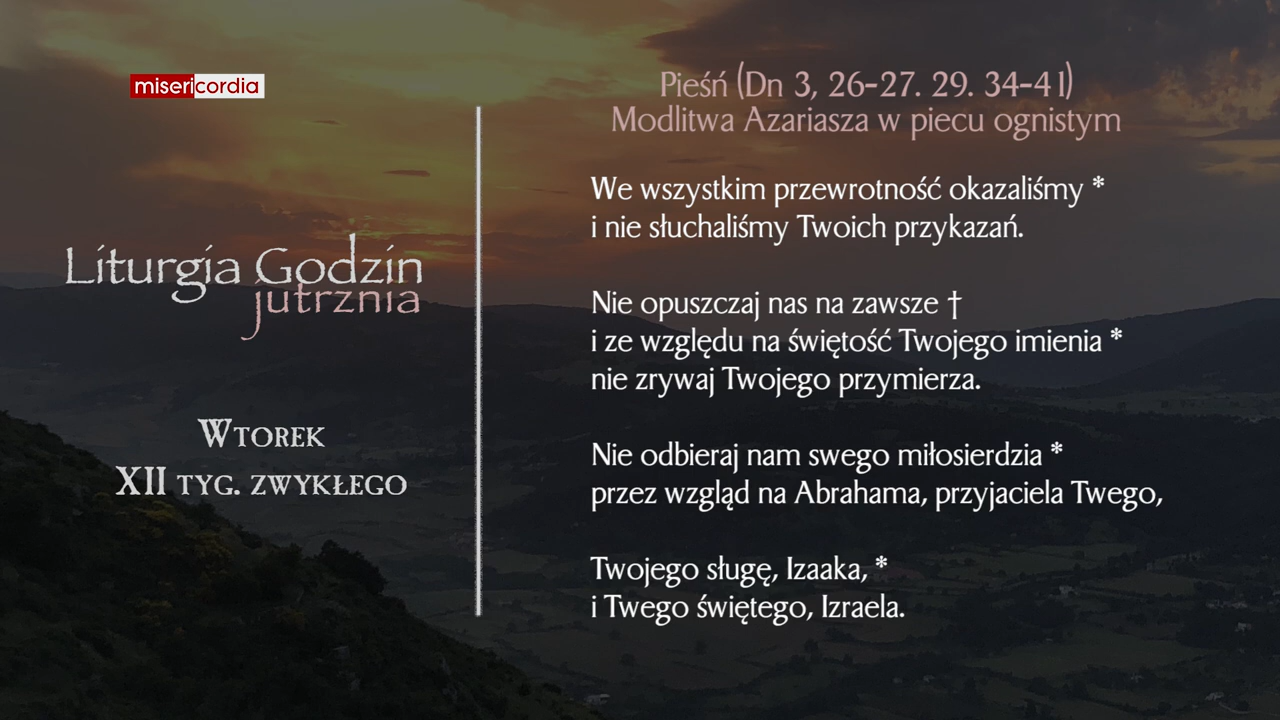 misericordia
Liturgia Godzin
jutrznia
Wtorek
XII tyg. zwykłego
Pieśń (Dn 3, 26-27. 29. 34-41)
Modlitwa Azariasza w piecu ognistym
We wszystkim przewrotność okazaliśmy *
i nie słuchaliśmy Twoich przykazań.
Nie opuszczaj nas na zawsze †
i ze względu na świętość Twojego imienia *
nie zrywaj Twojego przymierza.
Nie odbieraj nam swego miłosierdzia *
przez wzgląd na Abrahama, przyjaciela Twego,
Twojego sługę, Izaaka, *
i Twego świętego, Izraela.